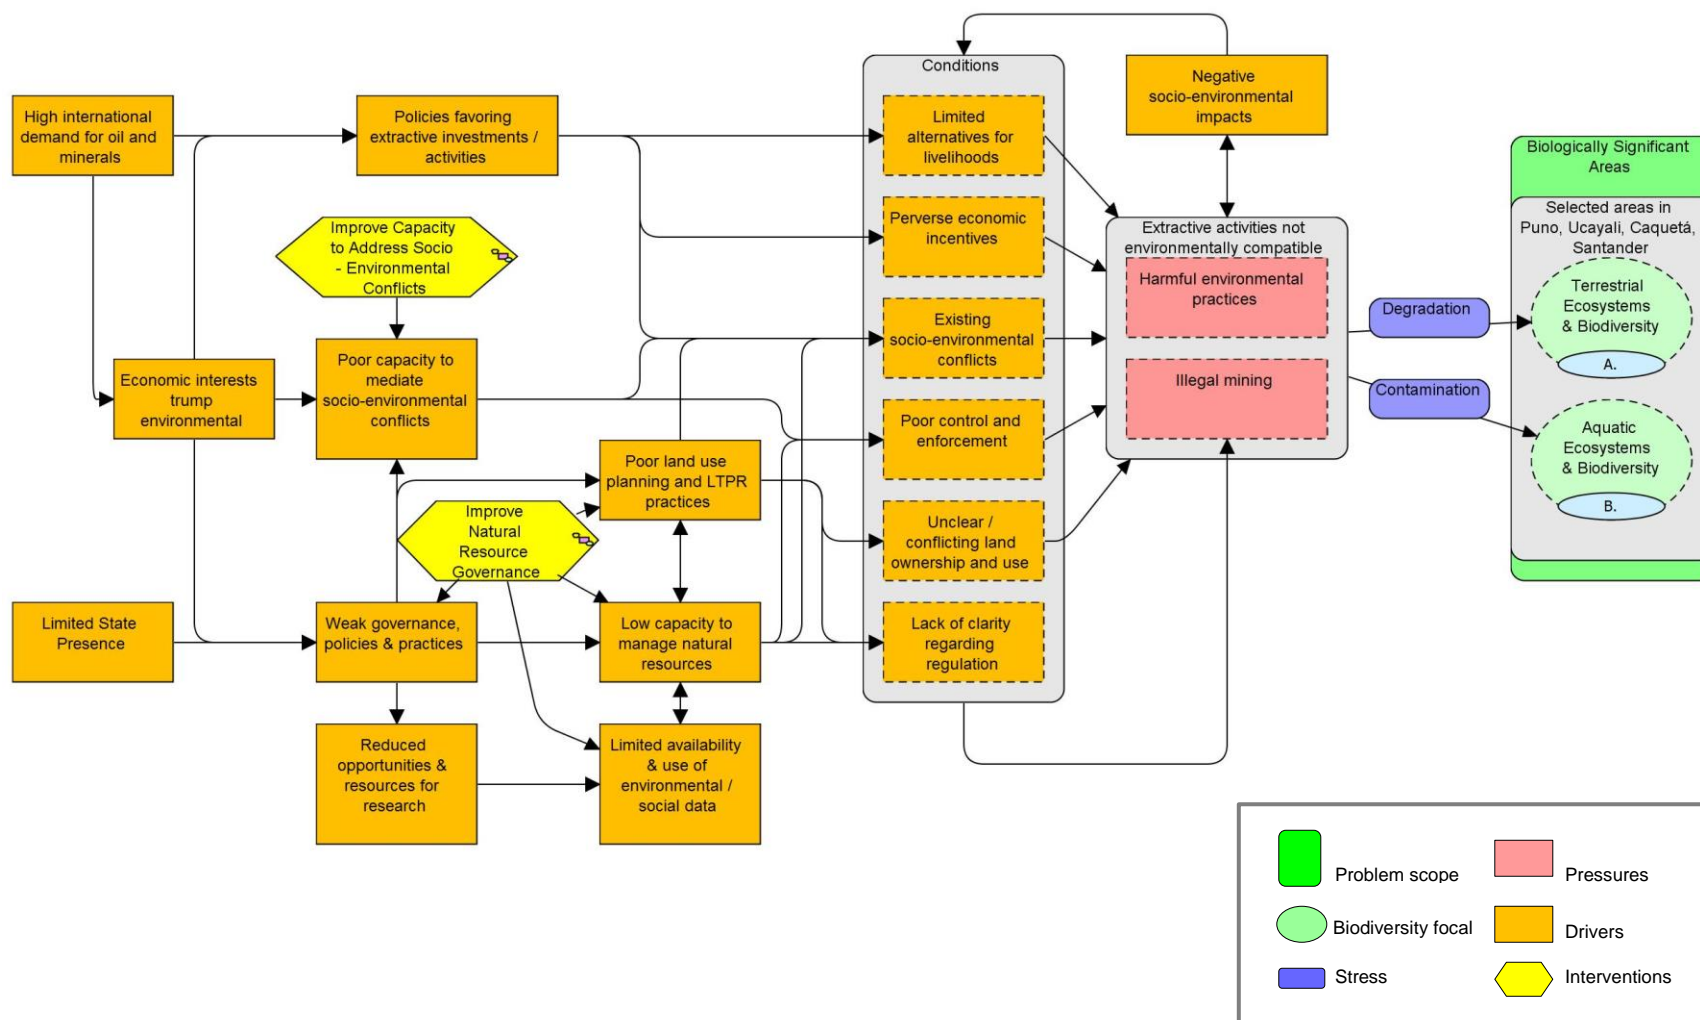 High international
demand for oil and
minerals
Policies favoring
extractive investments /
activities
Improve Capacity
to Address Socio
- Environmental
Conflicts
Economic interests
trump
environmental
Poor capacity to
mediate
socio-environmental
conflicts
Poor land use
planning and LTPR
practices
Improve
Natural
Resource
Governance
Limited State
Presence
Weak governance,
policies & practices
Low capacity to
manage natural
resources
Reduced
opportunities &
resources for
research
Limited availability
& use of
environmental /
social data
Conditions
Limited
alternatives for
livelihoods
Perverse economic
incentives
Existing
socio-environmental
conflicts
Poor control and
enforcement
Unclear /
conflicting land
ownership and use
Lack of clarity
regarding
regulation
Negative
socio-environmental
impacts
Extractive activities not
environmentally compatible
Harmful environmental
practices
Illegal mining
Degradation
Contamination
Biologically Significant
Areas
Selected areas in
Puno, Ucayali, Caquetá,
Santander
Terrestrial
Ecosystems
& Biodiversity
A.
Aquatic
Ecosystems
& Biodiversity
B.
Problem scope
Pressures
Biodiversity focal
Drivers
Stress
Interventions